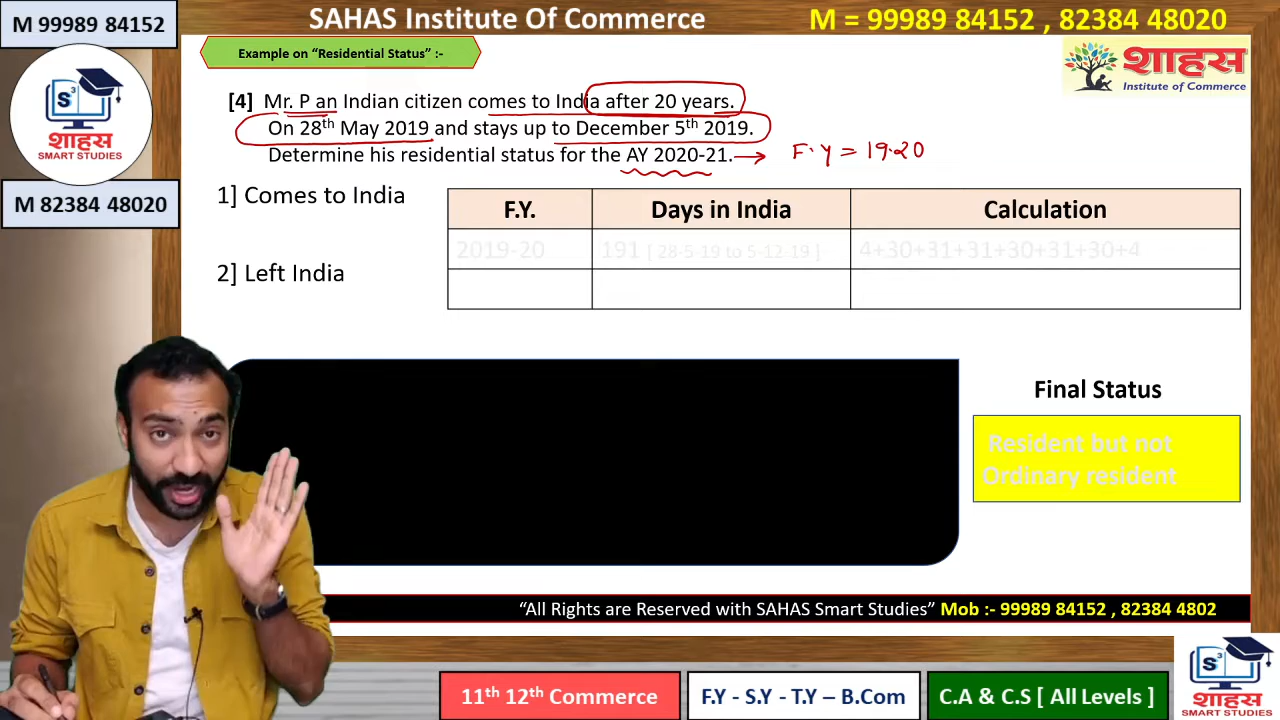 M 99989 84152
SAHAS Institute Of Commerce
M = 99989 84152 , 82384 48020
Example on “Residential Status” :-
S³
शाहस
SMART STUDIES
M 82384 48020
शाहस
Institute of Commerce
[4] Mr. P an Indian citizen comes to India after 20 years.
On 28th May 2019 and stays up to December 5th 2019.
Determine his residential status for the AY 2020-21. → F.y = 19.20
1] Comes to India
2] Left India
F.Y. Days in India Calculation
2019-20 191 [ 28-5-19 to 5-12-19 ] 4+30+31+31+30+31+30+4
Final Status
Resident but not
Ordinary resident
“All Rights are Reserved with SAHAS Smart Studies” Mob :- 99989 84152 , 82384 4802
11th 12th Commerce
F.Y - S.Y - T.Y – B.Com
C.A & C.S [ All Levels ]
S³
शाहस
SMART STUDIES